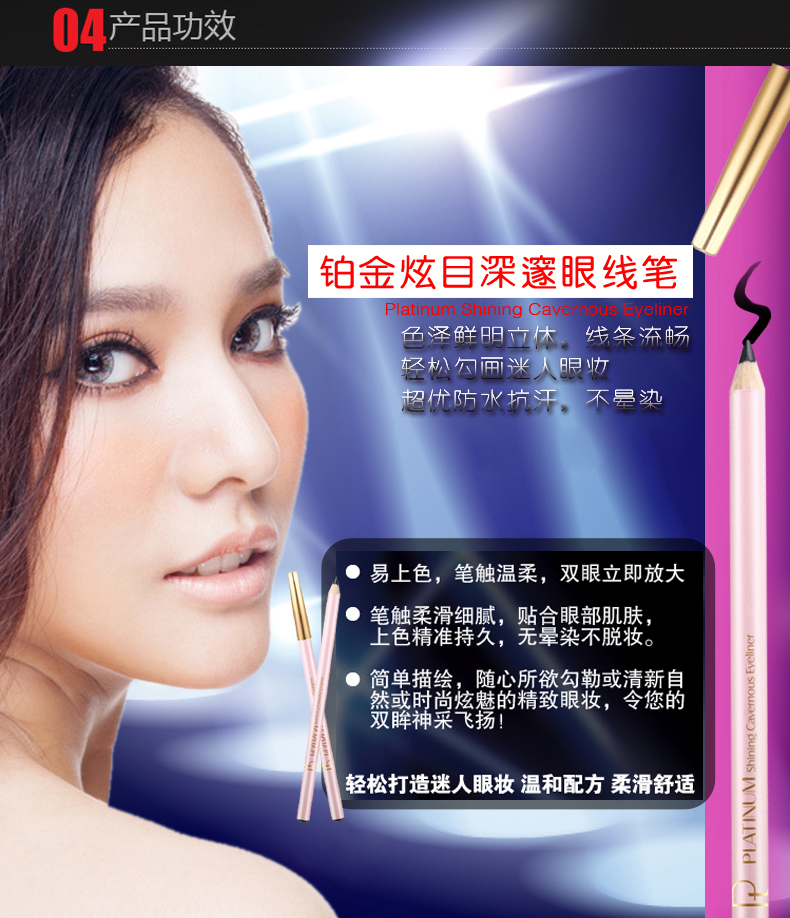 04 产品功效
铂金炫目深邃眼线笔
Platinum Shining Cavernous Eyeliner
色泽鲜明立体，线条流畅
轻松勾画迷人眼妆
超优防水抗汗，不晕染
易上色，笔触温柔，双眼立即放大
笔触柔滑细腻，贴合眼部肌肤，
上色精准持久，无晕染不脱妆。
简单描绘，随心所欲勾勒或清新自
然或时尚炫魅的精致眼妆，令您的
双眸神采飞扬！
轻松打造迷人眼妆 温和配方 柔滑舒适
PLATINUM Shining Cavernous Eyeliner